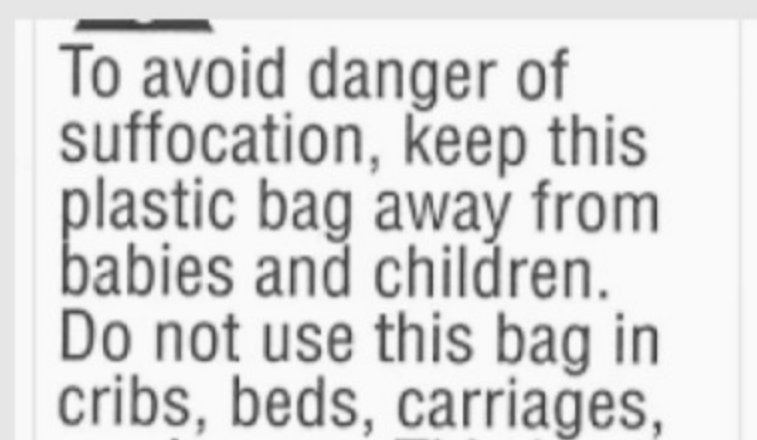 To avoid danger of
suffocation, keep this
plastic bag away from
babies and children.
Do not use this bag in
cribs, beds, carriages,